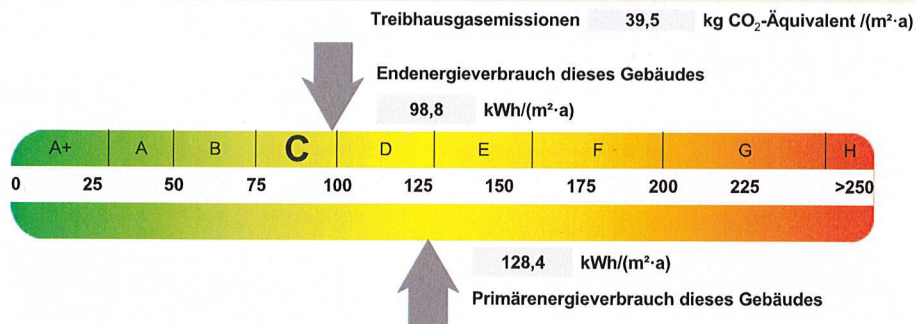 Treibhausgasemissionen 39,5 kg CO₂-Äquivalent /(m²·a)
Endenergieverbrauch dieses Gebäudes
98,8 kWh/(m²·a)
A+ A B C D E F G H
0 25 50 75 100 125 150 175 200 225 >250
128,4 kWh/(m²·a)
Primärenergieverbrauch dieses Gebäudes